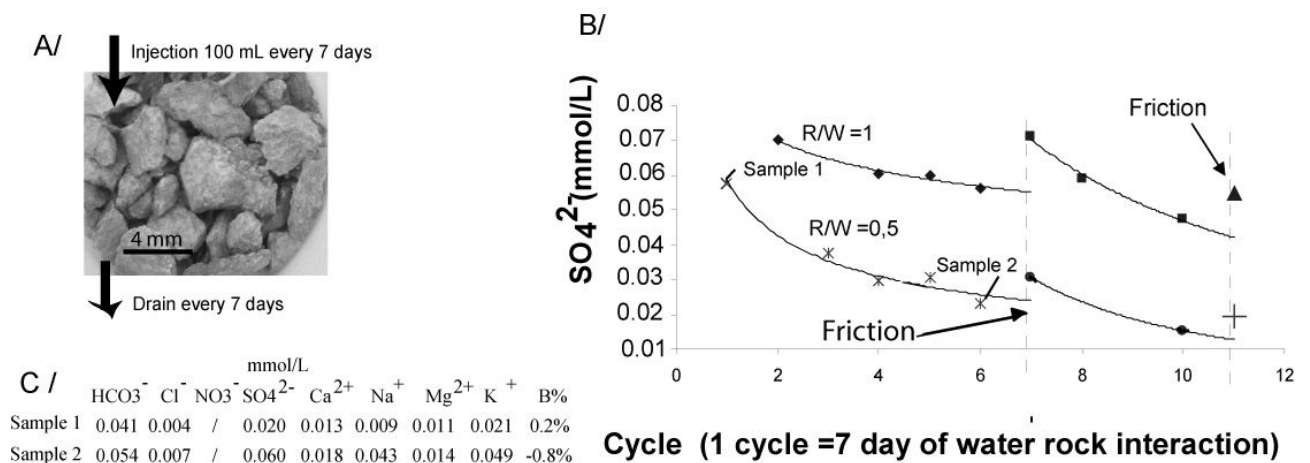 A/
Injection 100 mL every 7 days
4 mm
Drain every 7 days
B/
SO4 2- (mmol/L)
0.08
0.07
0.06
0.05
0.04
0.03
0.02
0.01
R/W =1
Sample 1
R/W =0,5
Sample 2
Friction
Friction
0 2 4 6 8 10 12
Cycle (1 cycle =7 day of water rock interaction)
C /
mmol/L
HCO3- Cl- NO3- SO4 2- Ca2+ Na+ Mg2+ K + B%
Sample 1 0.041 0.004 / 0.020 0.013 0.009 0.011 0.021 0.2%
Sample 2 0.054 0.007 / 0.060 0.018 0.043 0.014 0.049 -0.8%